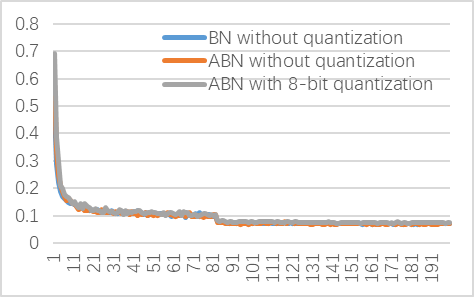 0.8
0.7
BN without quantization
0.6
ABN without quantization
0.5
ABN with 8-bit quantization
0.4
0.3
0.2
0.1
0
1 11 21 31 41 51 61 71 81 91 101 111 121 131 141 151 161 171 181 191